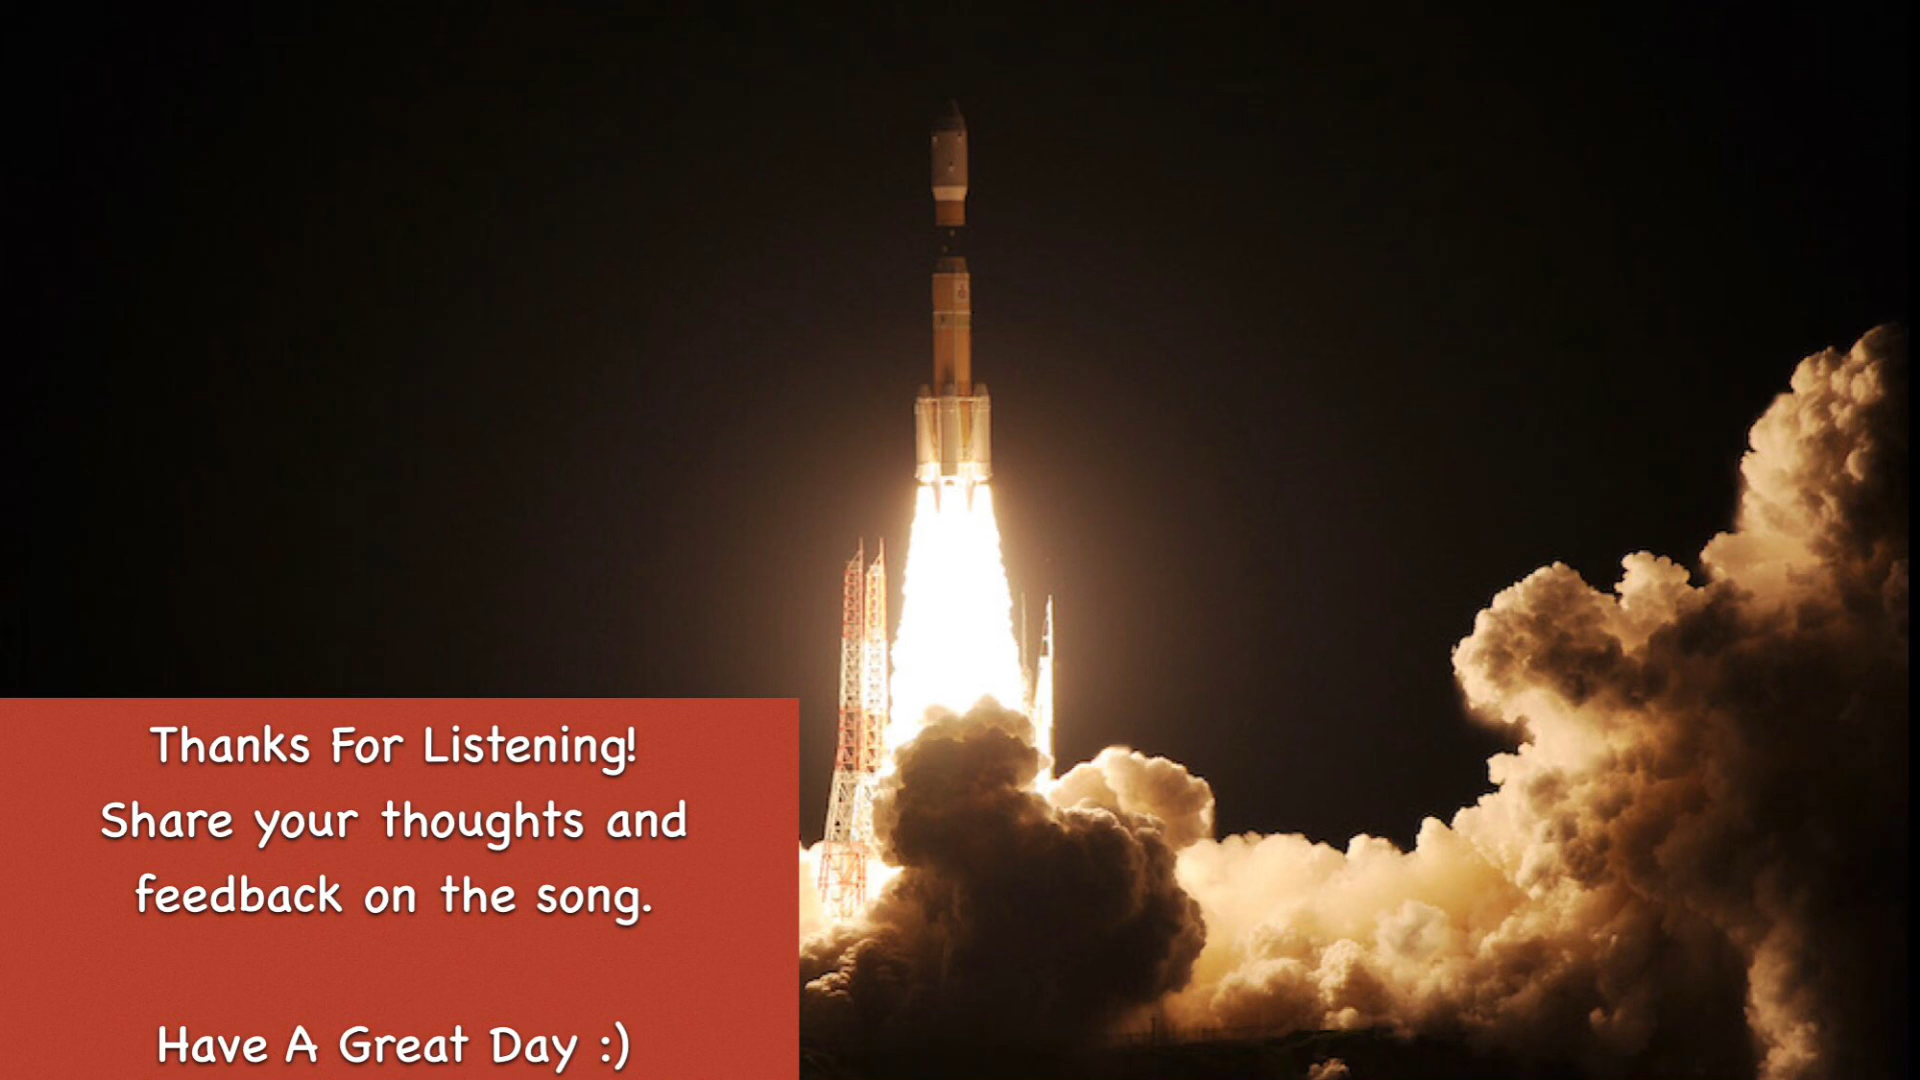 Thanks For Listening!
Share your thoughts and
feedback on the song.
Have A Great Day :)